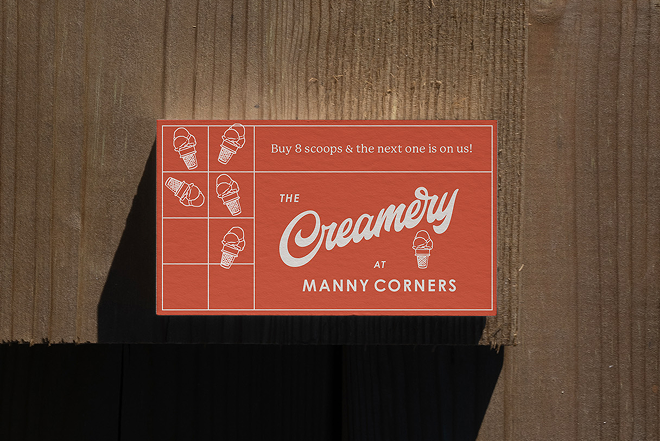 Buy 8 scoops & the next one is on us!
THE
Creamery
AT
MANNY CORNERS